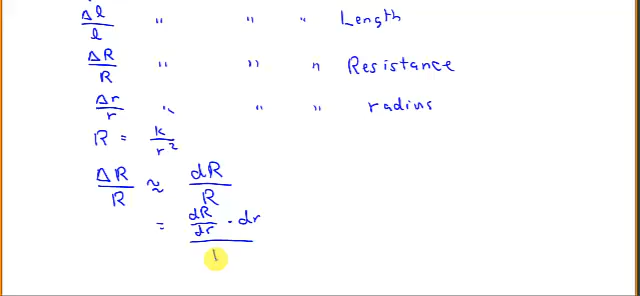 Δl/l " " " Length
ΔR/R " " " Resistance
Δr/r " " " radius
R = k/r²
ΔR/R ≈ dR/R
= dR/dr · dr